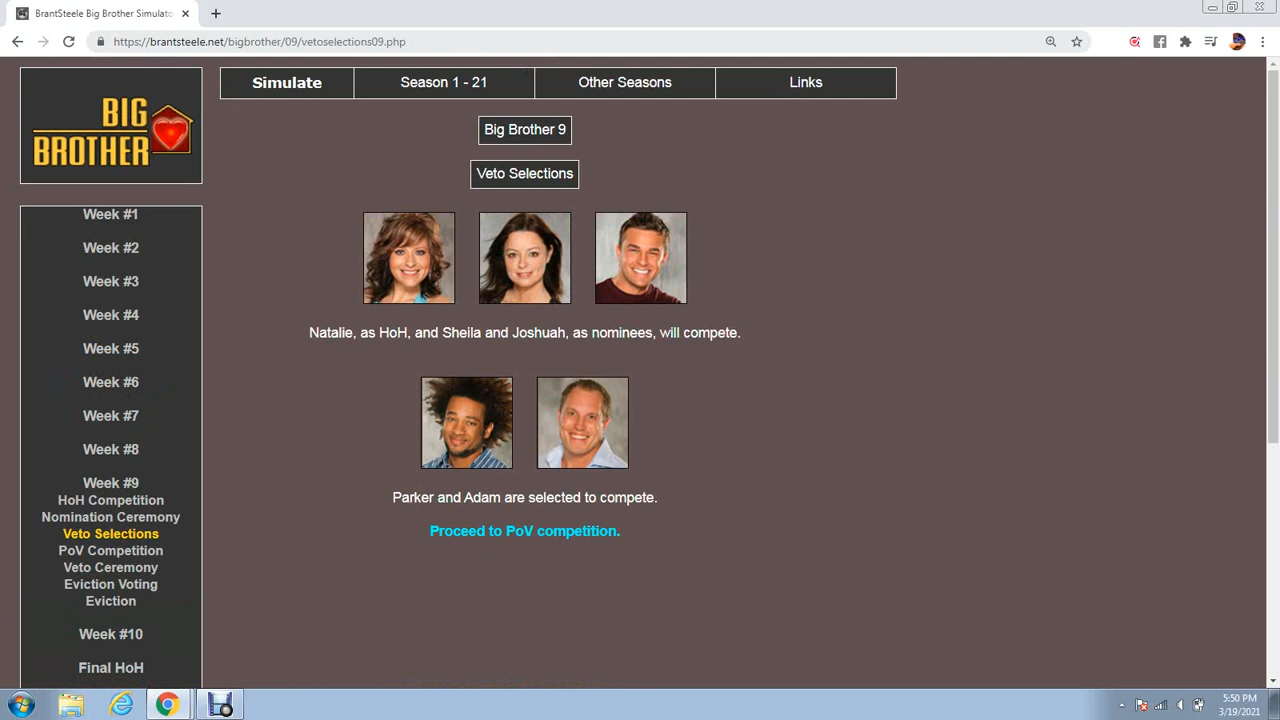 BrantSteele Big Brother Simulato
https://brantsteele.net/bigbrother/09/vetoselections09.php
BIG
BROTHER
Simulate
Season 1 - 21
Other Seasons
Links
Big Brother 9
Veto Selections
Natalie, as HoH, and Sheila and Joshuah, as nominees, will compete.
Parker and Adam are selected to compete.
Proceed to PoV competition.
Week #1
Week #2
Week #3
Week #4
Week #5
Week #6
Week #7
Week #8
Week #9
HoH Competition
Nomination Ceremony
Veto Selections
PoV Competition
Veto Ceremony
Eviction Voting
Eviction
Week #10
Final HoH
5:50 PM
3/19/2021